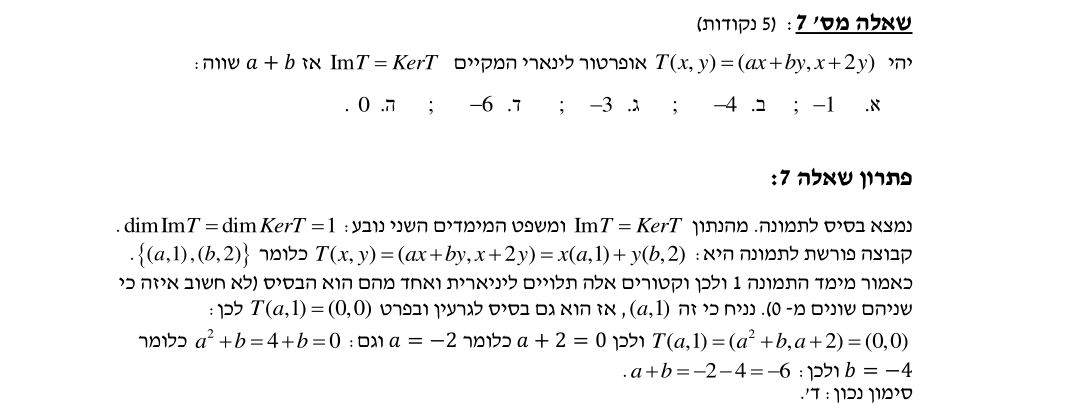 שאלה מס׳ 7 : (5 נקודות)
יהי T(x, y) = (ax+by, x+2y) אופרטור לינארי המקיים ImT = KerT אז a + b שווה :
א. −1 ; ב. −4 ; ג. −3 ; ד. −6 ; ה. 0 .
פתרון שאלה 7:
נמצא בסיס לתמונה. מהנתון ImT = KerT ומשפט המימדים השני נובע : dim ImT = dim KerT = 1 .
קבוצה פורשת לתמונה היא : T(x, y) = (ax+by, x+2y) = x(a,1) + y(b,2) כלומר {(a,1),(b,2)} .
כאמור מימד התמונה 1 ולכן וקטורים אלה תלויים ליניארית ואחד מהם הוא הבסיס (לא חשוב איזה כי
שניהם שונים מ- 0). נניח כי זה (a,1) , אז הוא גם בסיס לגרעין ובפרט T(a,1) = (0,0) לכן :
T(a,1) = (a² + b, a + 2) = (0,0) ולכן a + 2 = 0 כלומר a = −2 וגם : a² + b = 4 + b = 0 כלומר
b = −4 ולכן : a + b = −2 − 4 = −6 .
סימון נכון : ד׳.